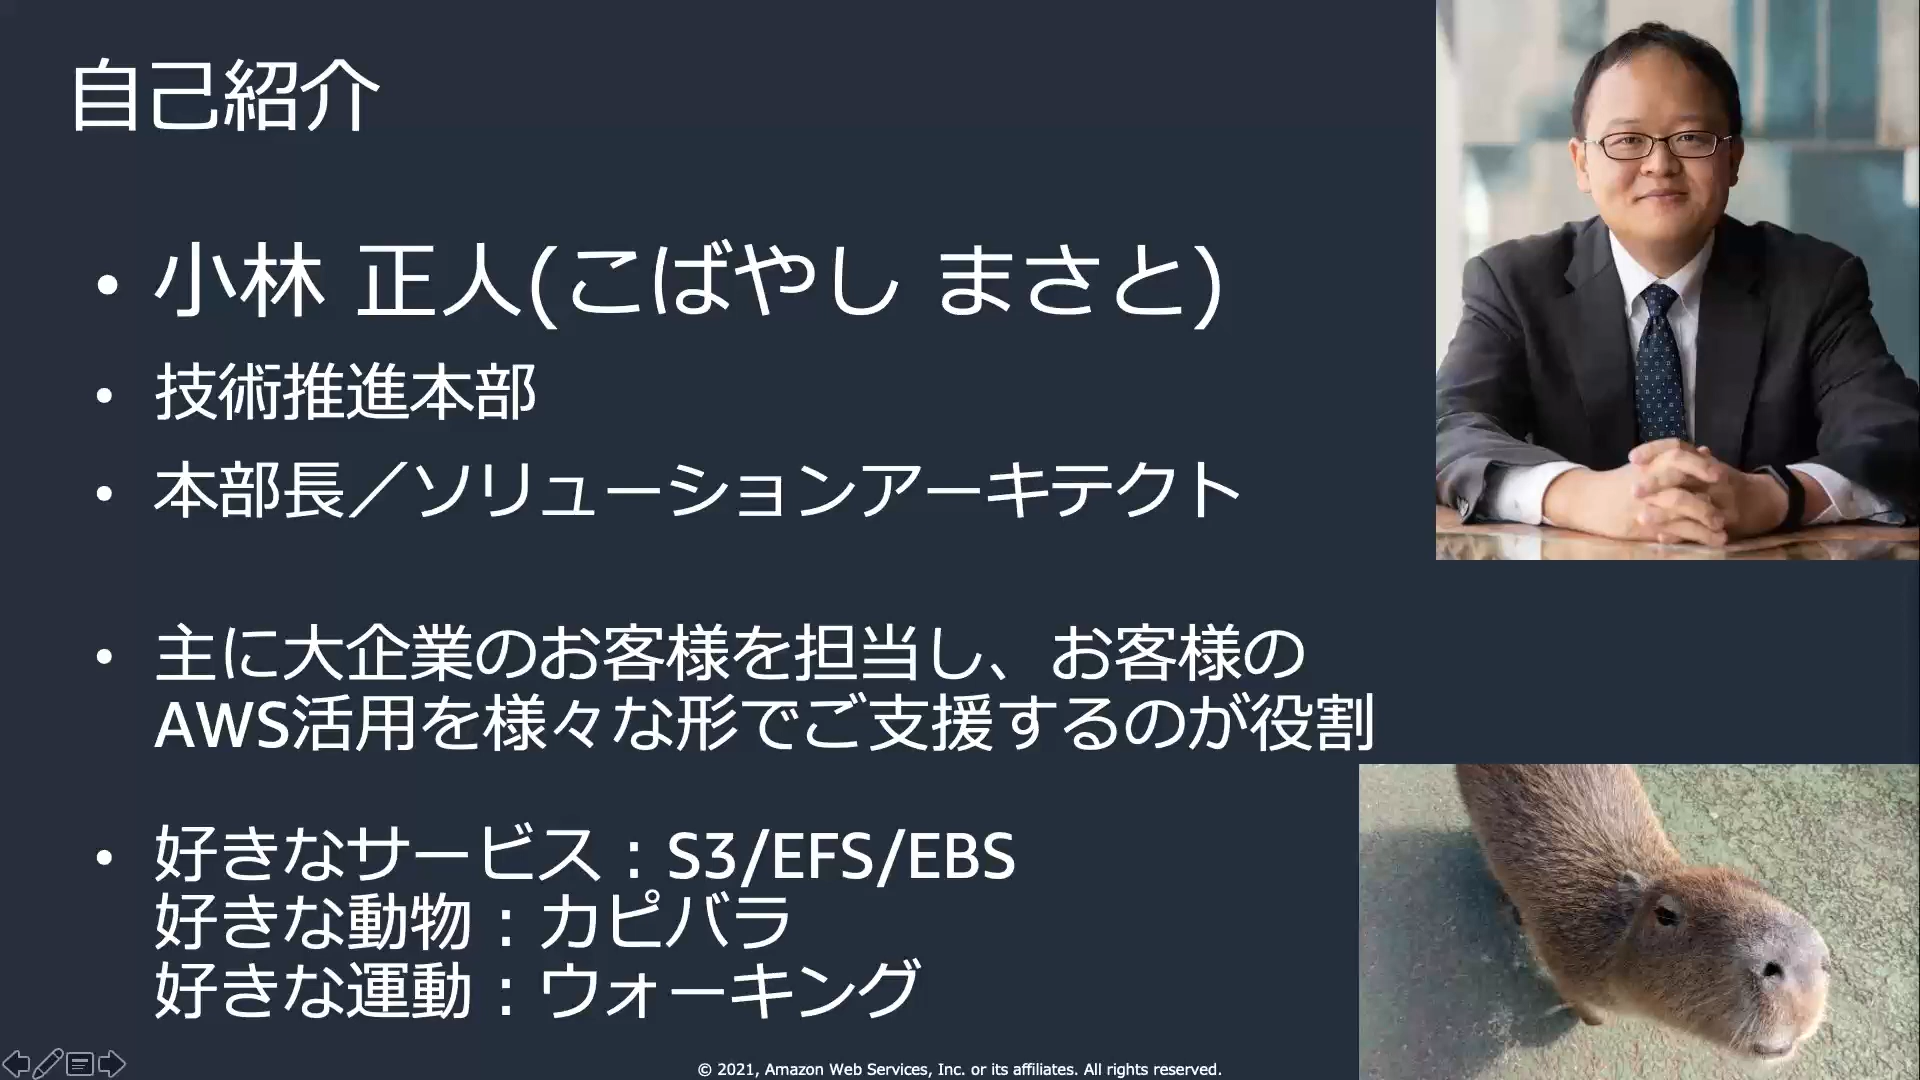 自己紹介
• 小林 正人(こばやし まさと)
• 技術推進本部
• 本部長／ソリューションアーキテクト
• 主に大企業のお客様を担当し、お客様の
AWS活用を様々な形でご支援するのが役割
• 好きなサービス：S3/EFS/EBS
好きな動物：カピバラ
好きな運動：ウォーキング
© 2021, Amazon Web Services, Inc. or its affiliates. All rights reserved.